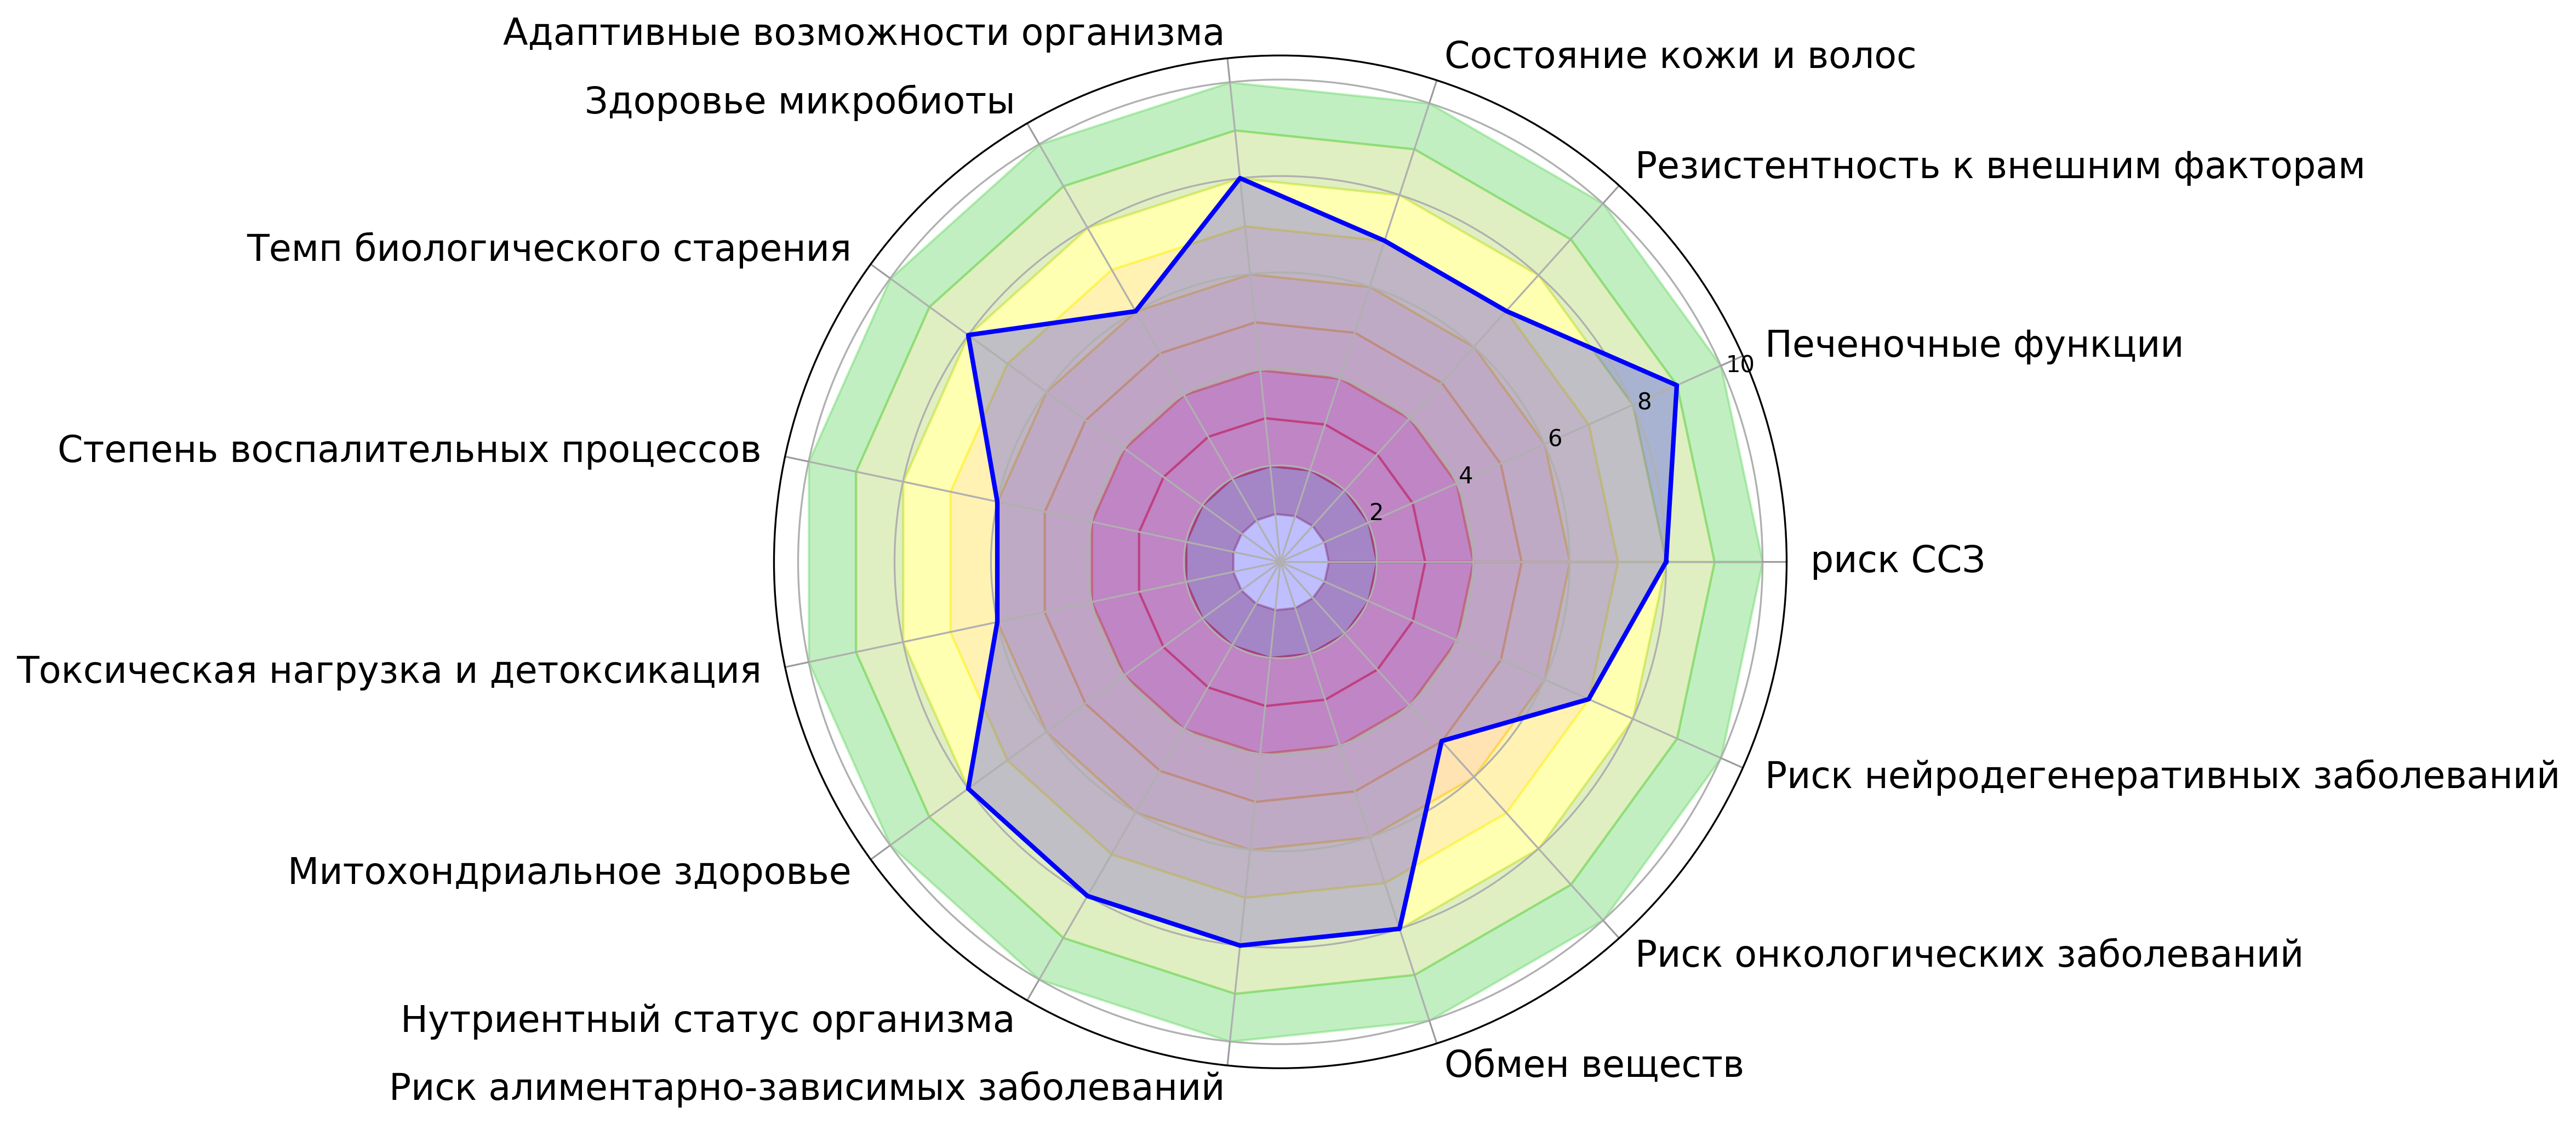 Адаптивные возможности организма
Состояние кожи и волос
Здоровье микробиоты
Резистентность к внешним факторам
Темп биологического старения
Печеночные функции
10
8
6
Степень воспалительных процессов
4
2
риск ССЗ
Токсическая нагрузка и детоксикация
Риск нейродегенеративных заболеваний
Митохондриальное здоровье
Риск онкологических заболеваний
Нутриентный статус организма
Обмен веществ
Риск алиментарно-зависимых заболеваний